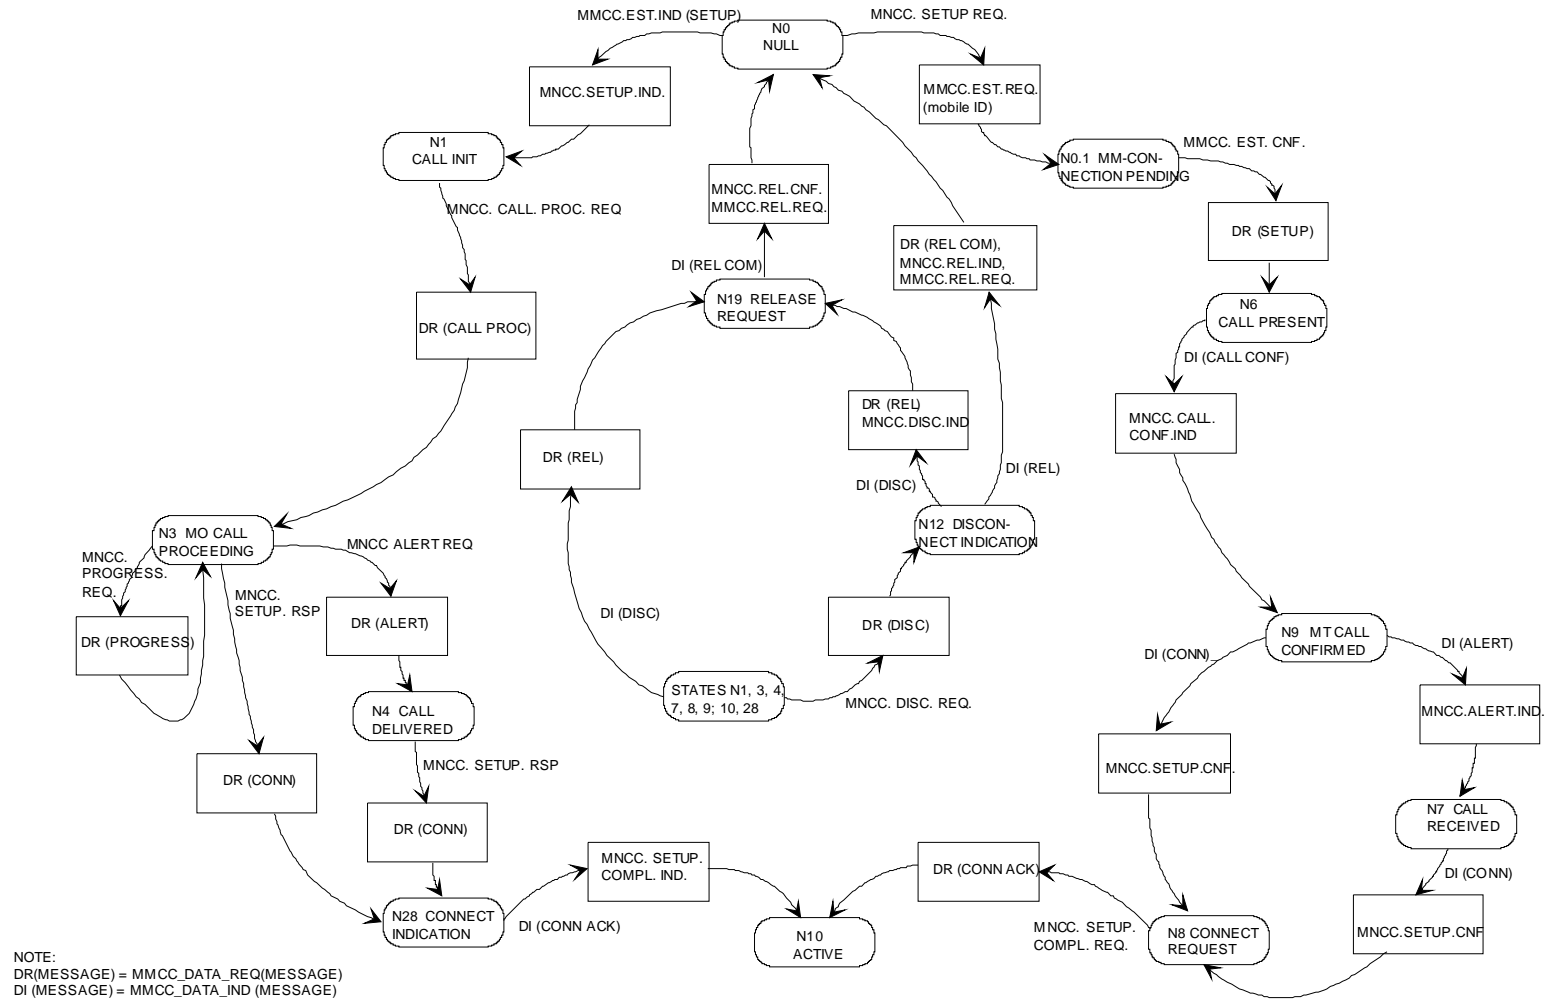 MMCC.EST.IND (SETUP)
N0
NULL
MNCC. SETUP REQ.
MNCC.SETUP.IND.
MMCC.EST.REQ.
(mobile ID)
N1
CALL INIT
N0.1 MM-CON-
NECTION PENDING
MMCC. EST. CNF.
MNCC. CALL. PROC. REQ
MNCC.REL.CNF.
MMCC.REL.REQ.
DR (SETUP)
DR (REL COM),
MNCC.REL.IND,
MMCC.REL.REQ.
DI (REL COM)
N19 RELEASE
REQUEST
N6
CALL PRESENT
DR (CALL PROC)
DI (CALL CONF)
DR (REL)
MNCC.DISC.IND
MNCC. CALL.
CONF.IND
DR (REL)
DI (DISC)
DI (REL)
N3 MO CALL
PROCEEDING
N12 DISCON-
NECT INDICATION
MNCC.
PROGRESS.
REQ.
MNCC ALERT REQ
MNCC.
SETUP. RSP
DI (DISC)
DR (PROGRESS)
DR (ALERT)
DR (DISC)
N9 MT CALL
CONFIRMED
DI (CONN)
DI (ALERT)
STATES N1, 3, 4,
7, 8, 9; 10, 28
MNCC. DISC. REQ.
N4 CALL
DELIVERED
MNCC.ALERT.IND.
MNCC. SETUP. RSP
DR (CONN)
MNCC.SETUP.CNF.
N7 CALL
RECEIVED
DR (CONN)
MNCC. SETUP.
COMPL. IND.
DR (CONN ACK)
DI (CONN)
N28 CONNECT
INDICATION
DI (CONN ACK)
N10
ACTIVE
MNCC. SETUP.
COMPL. REQ.
N8 CONNECT
REQUEST
MNCC.SETUP.CNF
NOTE:
DR(MESSAGE) = MMCC_DATA_REQ(MESSAGE)
DI (MESSAGE) = MMCC_DATA_IND (MESSAGE)